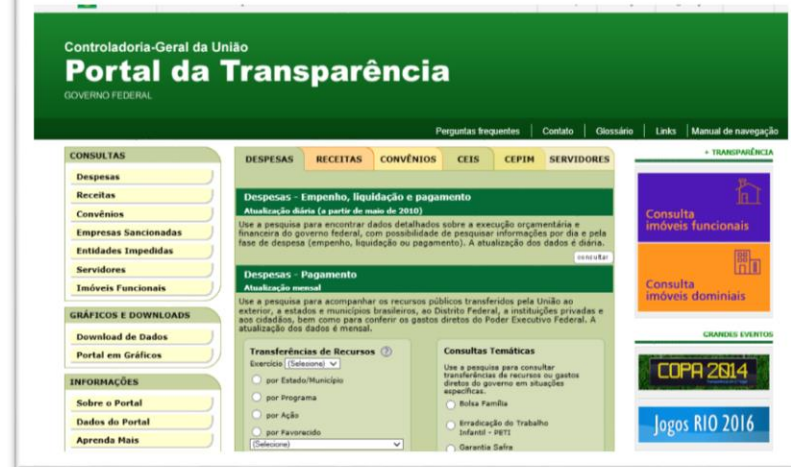 Controladoria-Geral da União
Portal da Transparência
GOVERNO FEDERAL
Perguntas frequentes
Contato
Glossário
Links
Manual de navegação
CONSULTAS
Despesas
Receitas
Convênios
Empresas Sancionadas
Entidades Impedidas
Servidores
Imóveis Funcionais
GRÁFICOS E DOWNLOADS
Download de Dados
Portal em Gráficos
INFORMAÇÕES
Sobre o Portal
Dados do Portal
Aprenda Mais
DESPESAS
RECEITAS
CONVÊNIOS
CEIS
CEPIM
SERVIDORES
Despesas - Empenho, liquidação e pagamento
Atualização diária (a partir de maio de 2010)
Use a pesquisa para encontrar dados detalhados sobre a execução orçamentária e
financeira do governo federal, com possibilidade de pesquisar informações por dia e pela
fase de despesa (empenho, liquidação ou pagamento). A atualização dos dados é diária.
consultar
Despesas - Pagamento
Atualização mensal
Use a pesquisa para acompanhar os recursos públicos transferidos pela União ao
exterior, a estados e municípios brasileiros, ao Distrito Federal, a instituições privadas e
aos cidadãos, bem como para conferir os gastos diretos do Poder Executivo Federal. A
atualização dos dados é mensal.
Transferências de Recursos ?
Exercício (Selecione)
por Estado/Município
por Programa
por Ação
por Favorecido
(Selecione)
Consultas Temáticas
Use a pesquisa para consultar
transferências de recursos ou gastos
diretos do governo em situações
específicas.
Bolsa Família
Erradicação do Trabalho
Infantil - PETI
Garantia Safra
+ TRANSPARÊNCIA
Consulta
imóveis funcionais
Consulta
imóveis dominiais
GRANDES EVENTOS
COPA 2014
Jogos RIO 2016